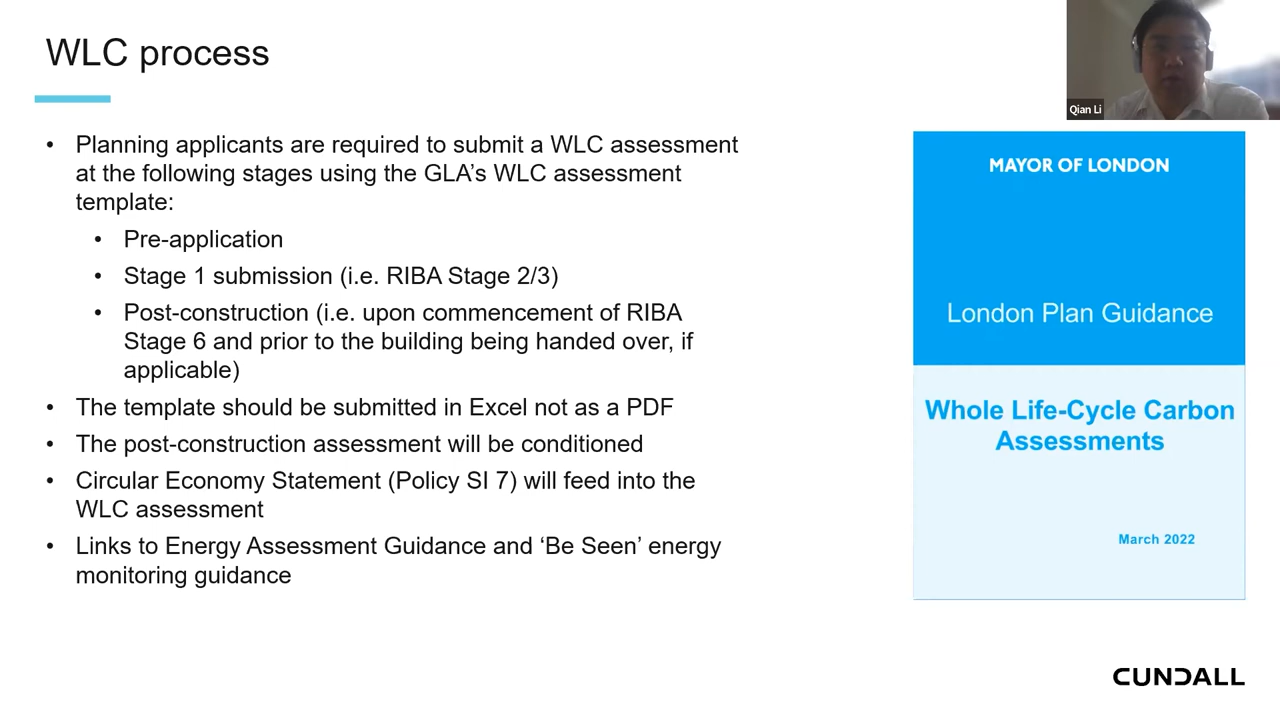 WLC process
Qian Li
• Planning applicants are required to submit a WLC assessment
at the following stages using the GLA’s WLC assessment
template:
• Pre-application
• Stage 1 submission (i.e. RIBA Stage 2/3)
• Post-construction (i.e. upon commencement of RIBA
Stage 6 and prior to the building being handed over, if
applicable)
• The template should be submitted in Excel not as a PDF
• The post-construction assessment will be conditioned
• Circular Economy Statement (Policy SI 7) will feed into the
WLC assessment
• Links to Energy Assessment Guidance and ‘Be Seen’ energy
monitoring guidance
MAYOR OF LONDON
London Plan Guidance
Whole Life-Cycle Carbon
Assessments
March 2022
CUNDALL